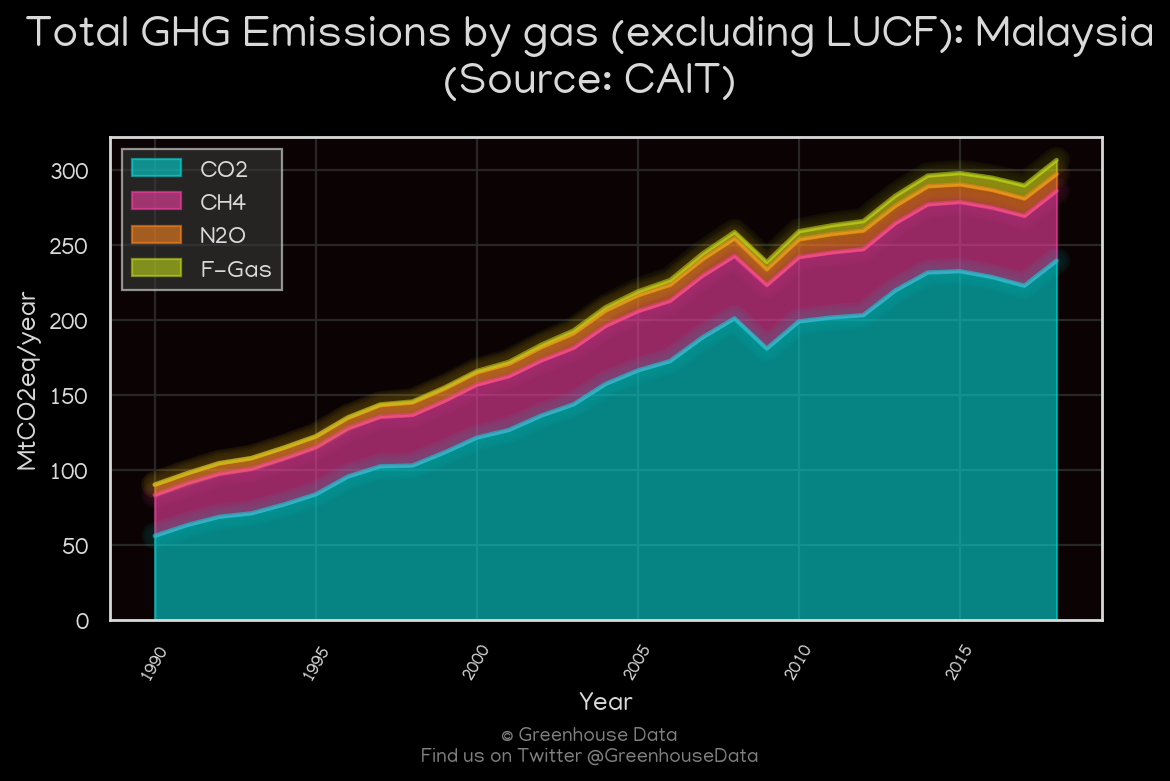 Total GHG Emissions by gas (excluding LUCF): Malaysia
(Source: CAIT)
CO2
CH4
N2O
F-Gas
MtCO2eq/year
300
250
200
150
100
50
0
1990
1995
2000
2005
2010
2015
Year
© Greenhouse Data
Find us on Twitter @GreenhouseData